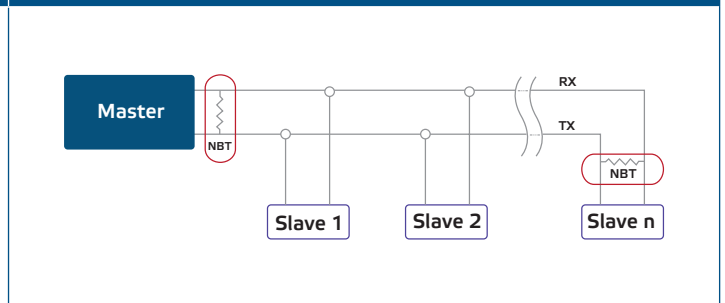 RX
Master
TX
NBT
NBT
Slave 1
Slave 2
Slave n